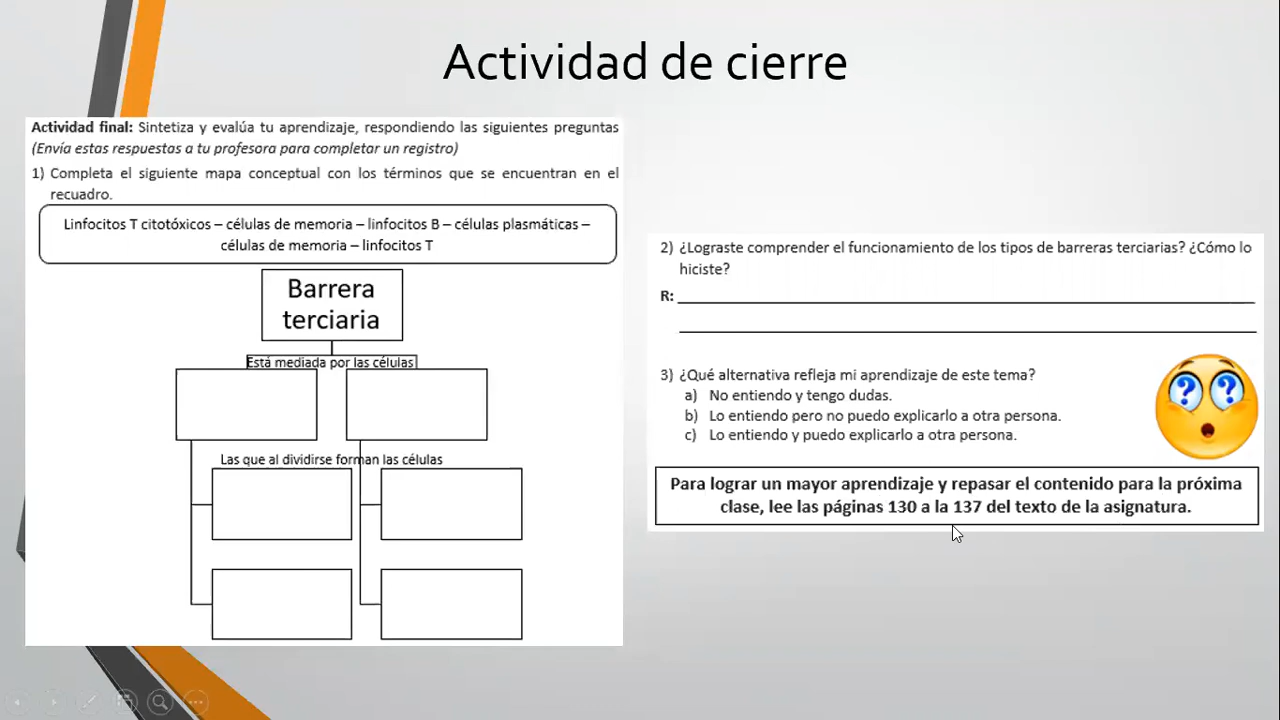 Actividad de cierre
Actividad final: Sintetiza y evalúa tu aprendizaje, respondiendo las siguientes preguntas
(Envía estas respuestas a tu profesora para completar un registro)
1) Completa el siguiente mapa conceptual con los términos que se encuentran en el
recuadro.
Linfocitos T citotóxicos – células de memoria – linfocitos B – células plasmáticas –
células de memoria – linfocitos T
Barrera
terciaria
Está mediada por las células
Las que al dividirse forman las células
2) ¿Lograste comprender el funcionamiento de los tipos de barreras terciarias? ¿Cómo lo
hiciste?
R:
3) ¿Qué alternativa refleja mi aprendizaje de este tema?
a) No entiendo y tengo dudas.
b) Lo entiendo pero no puedo explicarlo a otra persona.
c) Lo entiendo y puedo explicarlo a otra persona.
Para lograr un mayor aprendizaje y repasar el contenido para la próxima
clase, lee las páginas 130 a la 137 del texto de la asignatura.